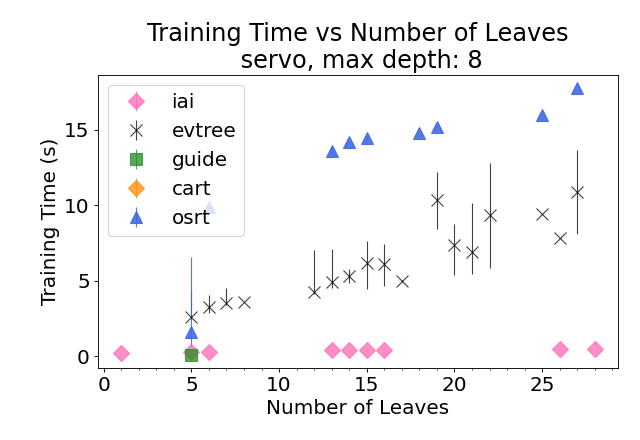 Training Time vs Number of Leaves
servo, max depth: 8
Training Time (s)
15
10
5
0
iai
evtree
guide
cart
osrt
0 5 10 15 20 25
Number of Leaves